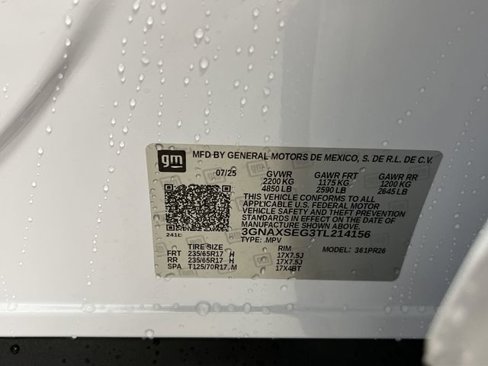 gm
MFD BY GENERAL MOTORS DE MEXICO, S. DE R.L. DE C.V.
07/25 GVWR GAWR FRT GAWR RR
2200 KG 1175 KG 1200 KG
4850 LB 2590 LB 2645 LB
THIS VEHICLE CONFORMS TO ALL
APPLICABLE U.S. FEDERAL MOTOR
VEHICLE SAFETY AND THEFT PREVENTION
STANDARDS IN EFFECT ON THE DATE OF
MANUFACTURE SHOWN ABOVE.
3GNAXSEG3TL214156
241C TYPE: MPV
TIRE SIZE RIM MODEL: 361PR26
FRT 235/65R17 H 17X7.5J
RR 235/65R17 H 17X7.5J
SPA T125/70R17 M 17X4BT